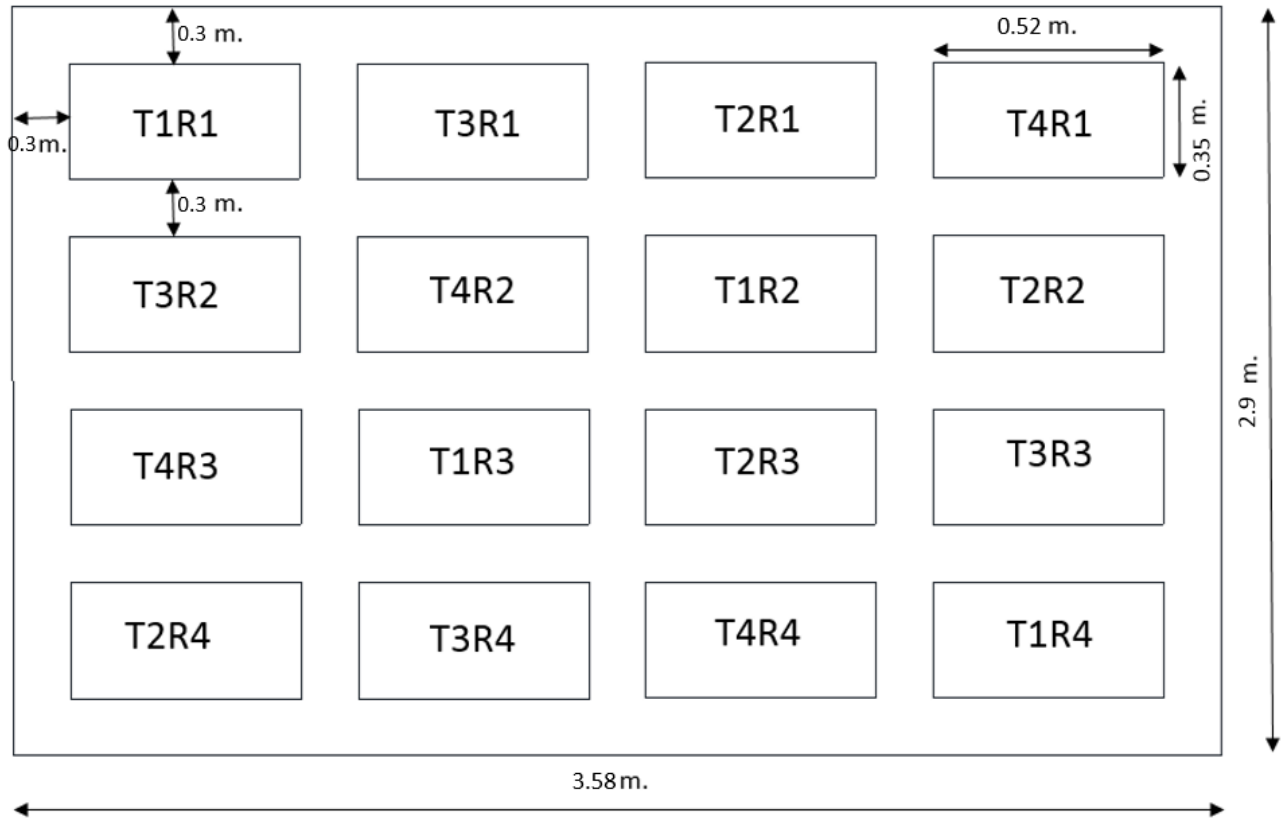 0.3 m.
0.52 m.
T1R1
T3R1
T2R1
T4R1
0.35 m.
0.3m.
0.3 m.
T3R2
T4R2
T1R2
T2R2
2.9 m.
T4R3
T1R3
T2R3
T3R3
T2R4
T3R4
T4R4
T1R4
3.58m.